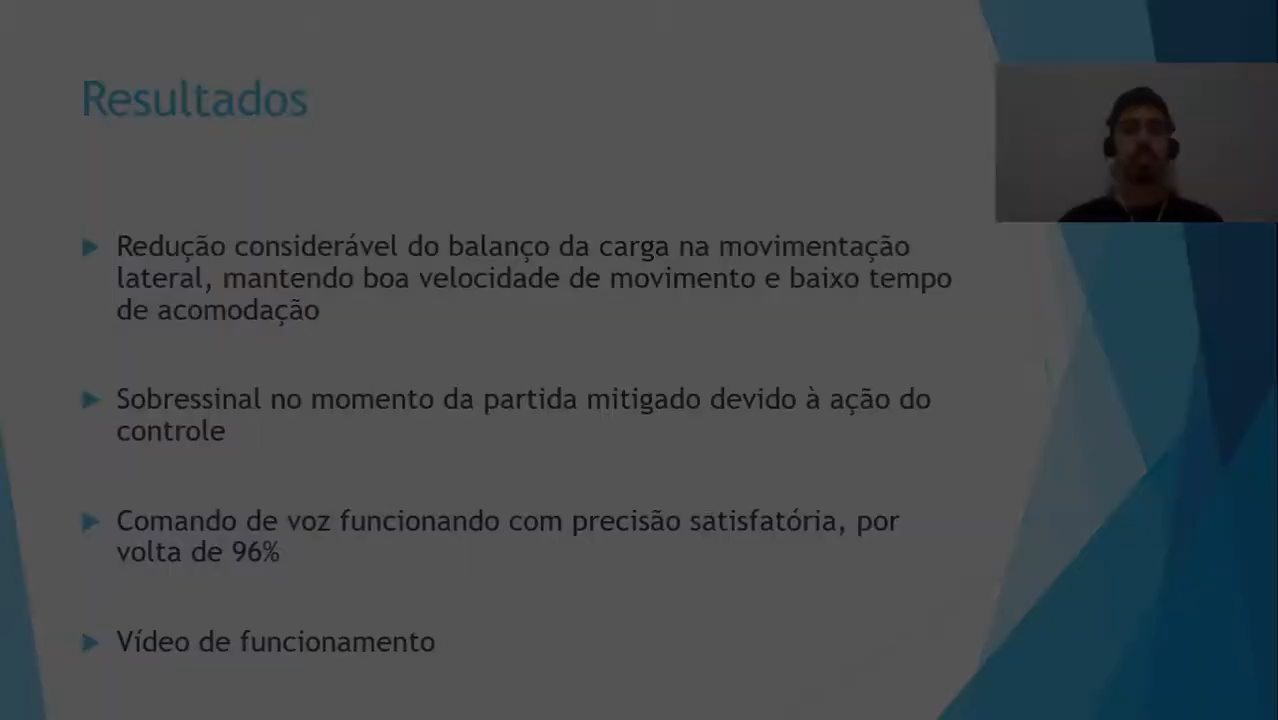 Resultados
Redução considerável do balanço da carga na movimentação
lateral, mantendo boa velocidade de movimento e baixo tempo
de acomodação
Sobressinal no momento da partida mitigado devido à ação do
controle
Comando de voz funcionando com precisão satisfatória, por
volta de 96%
Vídeo de funcionamento